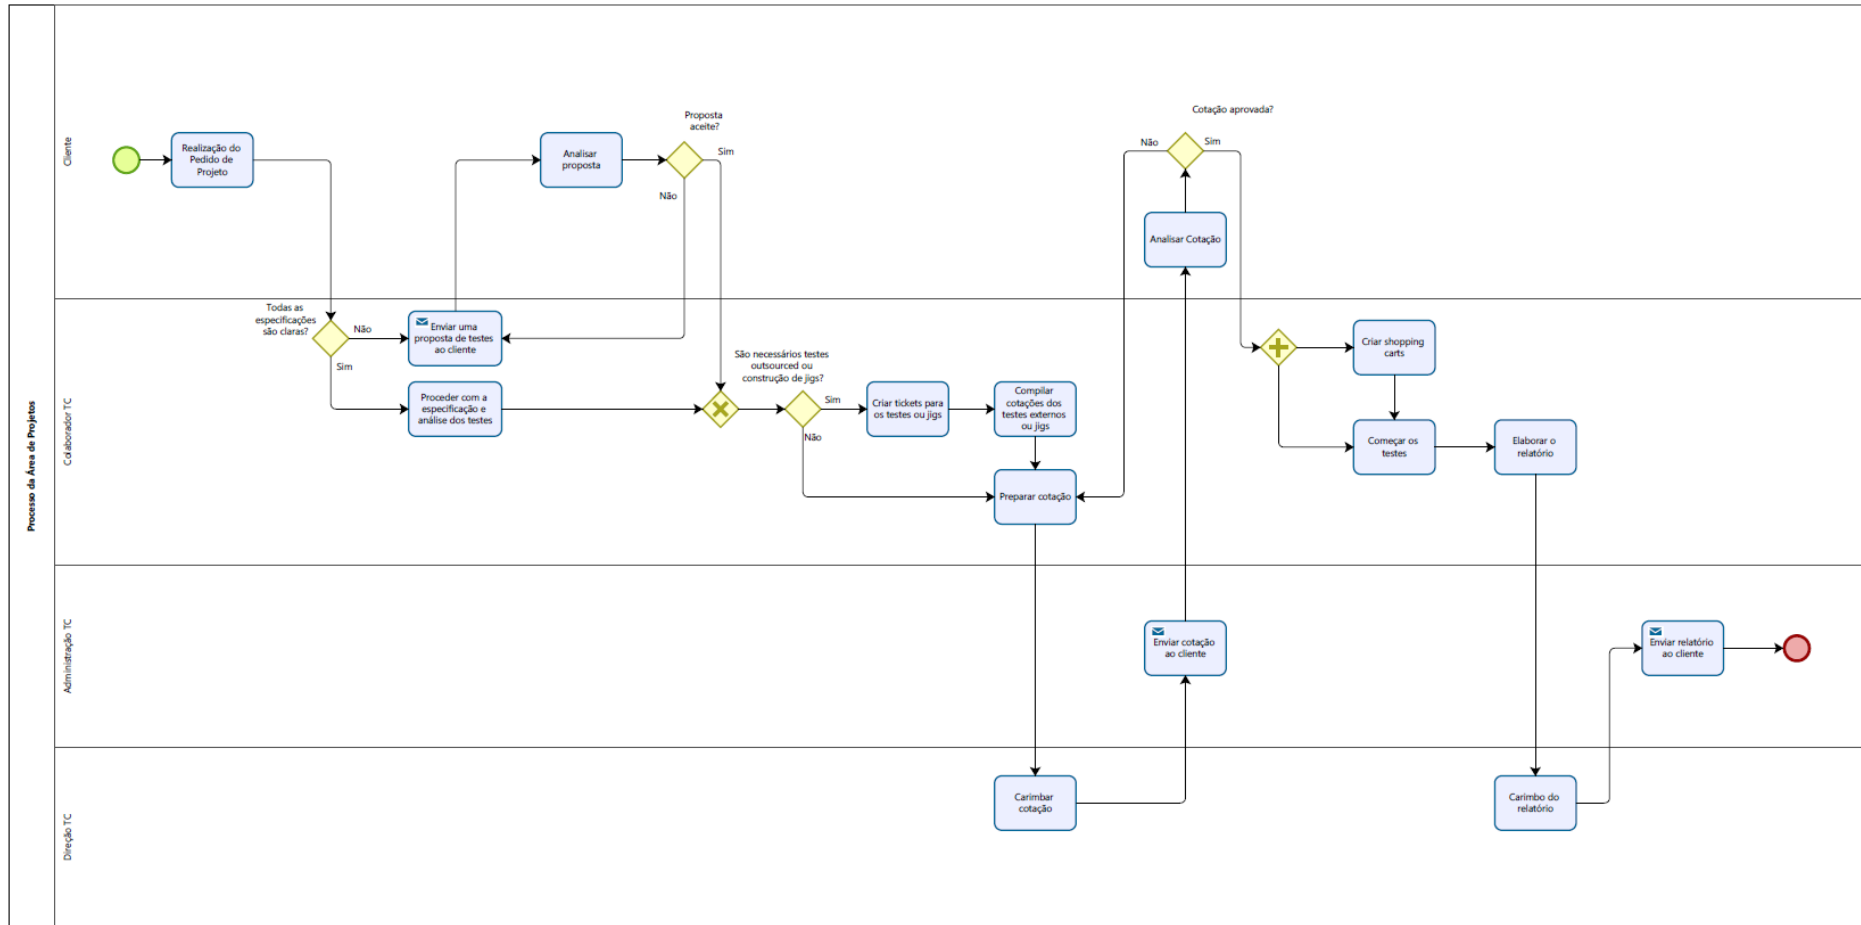 Processo da Área de Projetos
Cliente
Realização do
Pedido de
Projeto
Analisar
proposta
Proposta
aceite?
Sim
Não
Cotação aprovada?
Não
Sim
Analisar Cotação
Colaborador TC
Todas as
especificações
são claras?
Não
Sim
Enviar uma
proposta de testes
ao cliente
Proceder com a
especificação e
análise dos testes
São necessários testes
outsourced ou
construção de jigs?
Sim
Não
Criar tickets para
os testes ou jigs
Compilar
cotações dos
testes externos
ou jigs
Preparar cotação
Criar shopping
carts
Começar os
testes
Elaborar o
relatório
Administração TC
Enviar cotação
ao cliente
Enviar relatório
ao cliente
Direção TC
Carimbar
cotação
Carimbo do
relatório